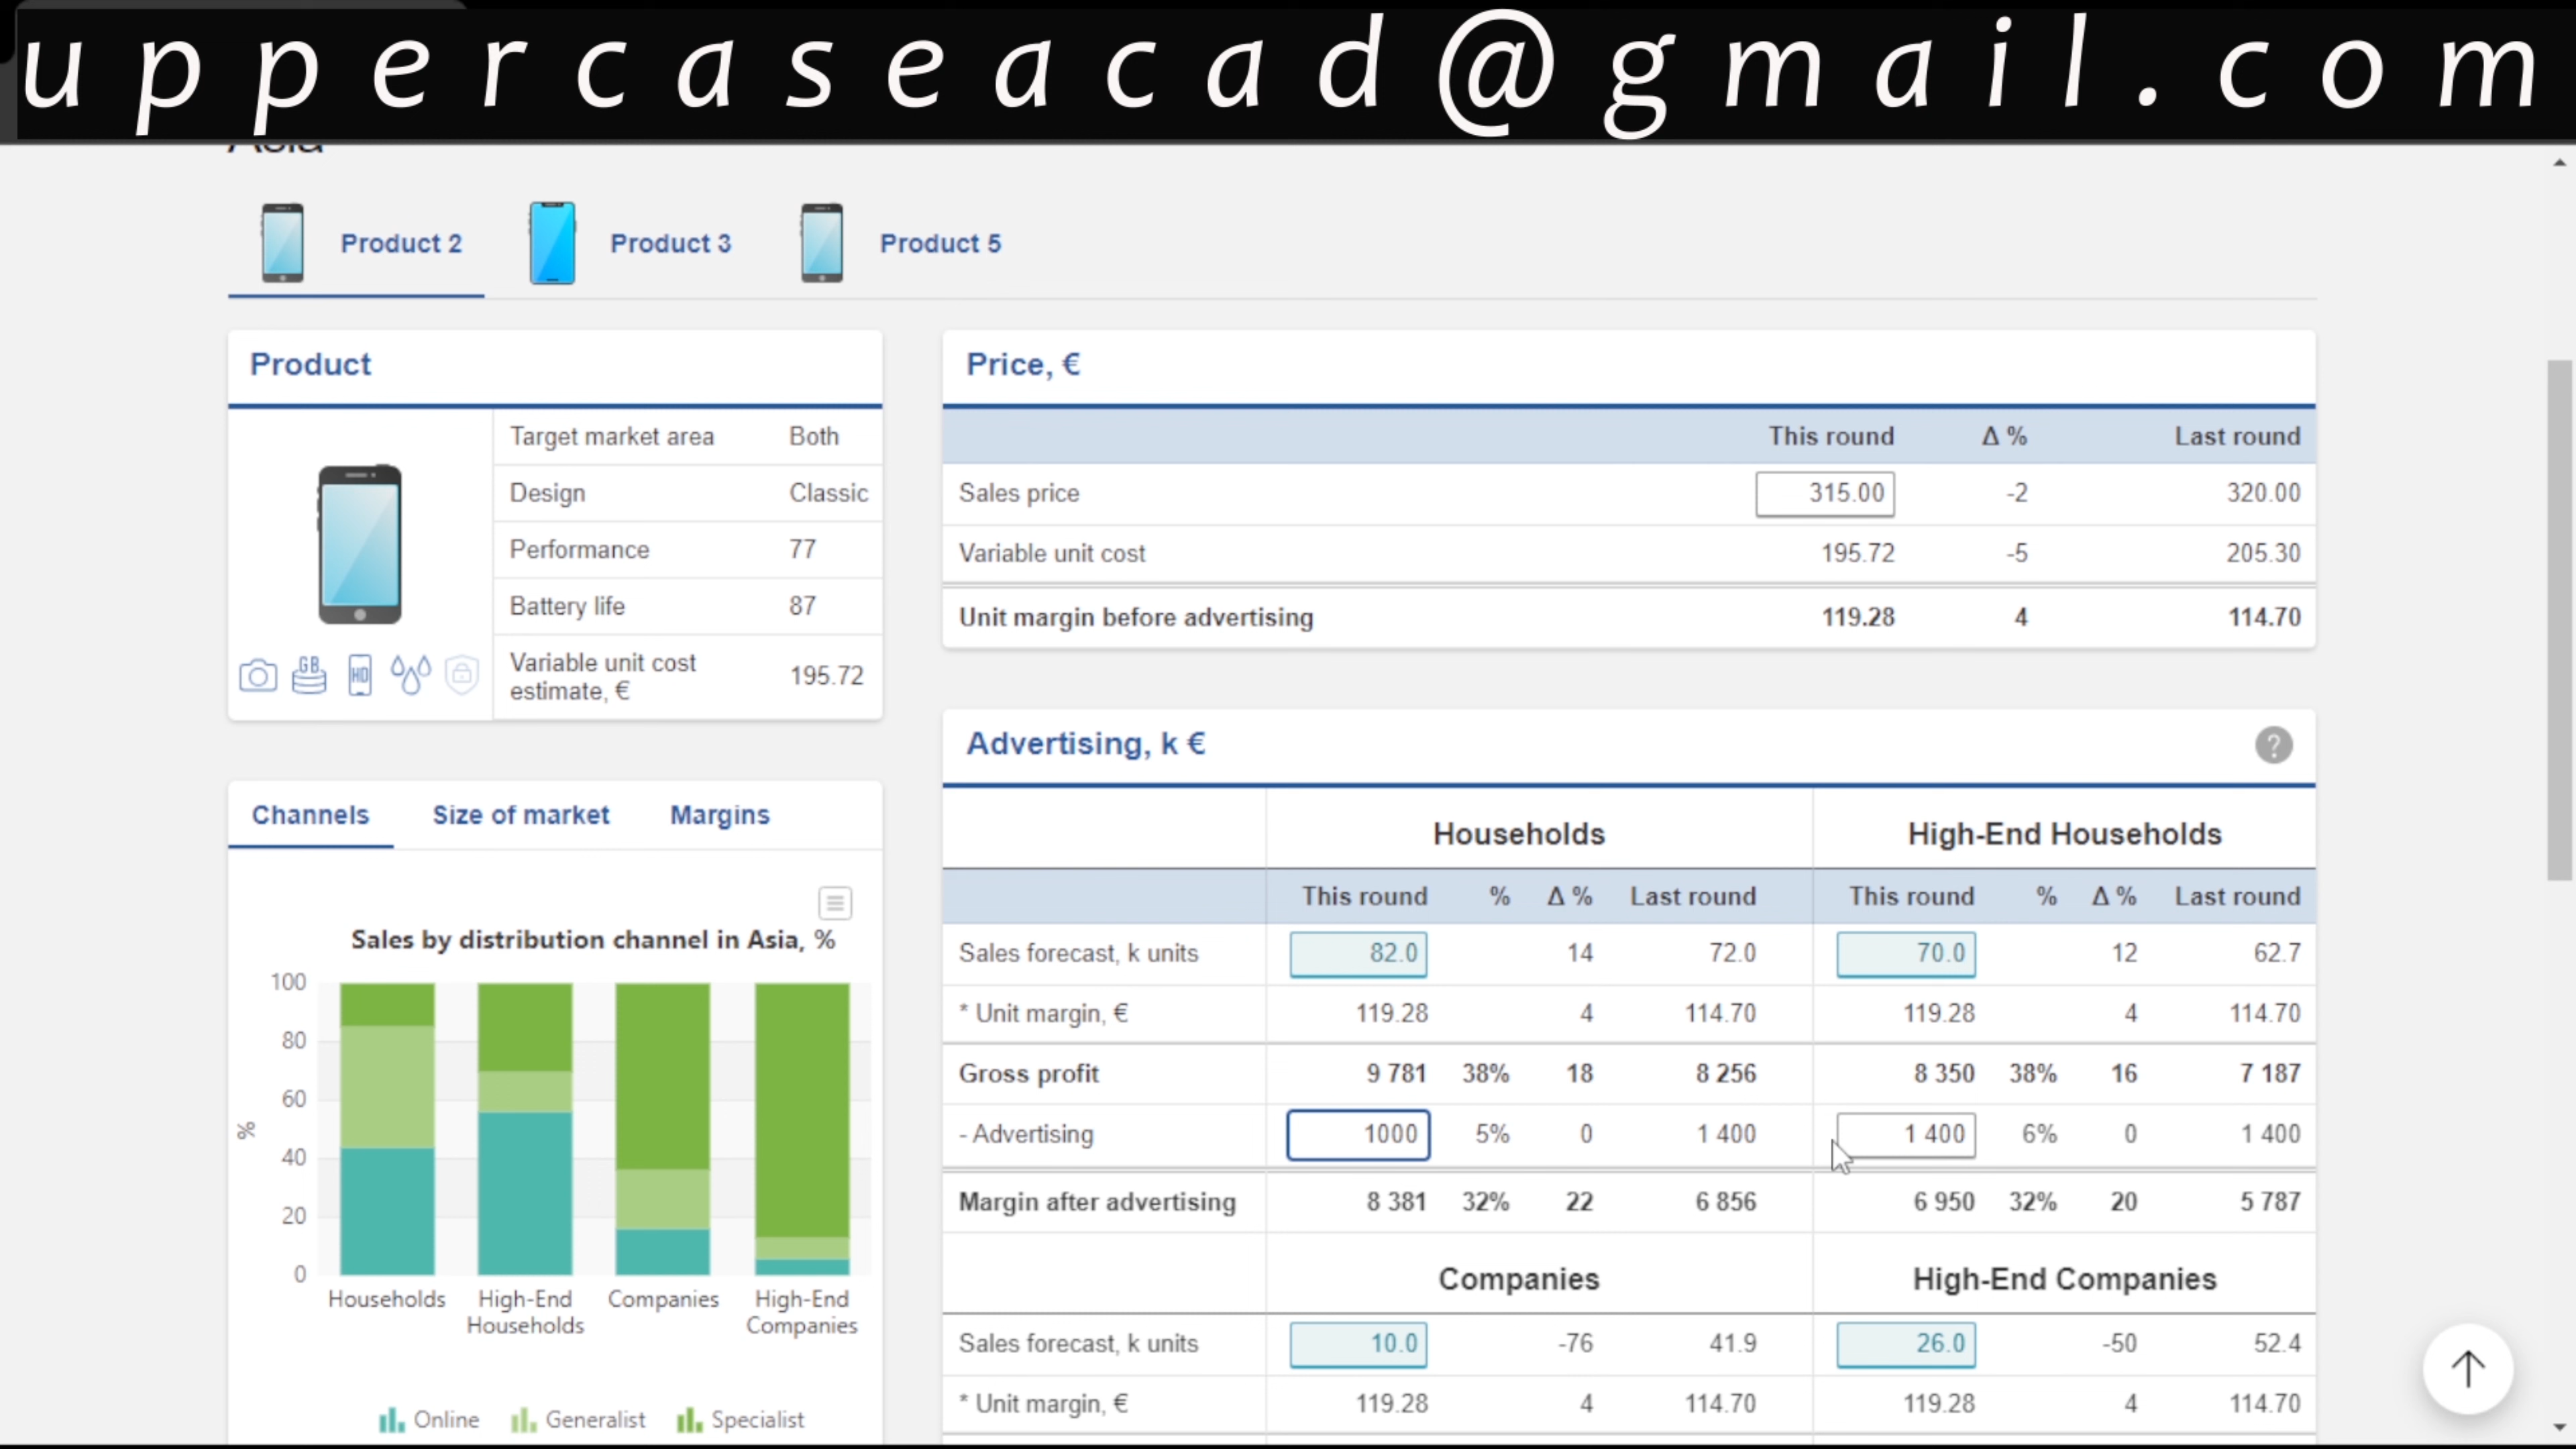 uppercaseacad@gmail.com
Asia
Product 2 Product 3 Product 5
Product
Target market area Both
Design Classic
Performance 77
Battery life 87
GB
HD
Variable unit cost
estimate, € 195.72
Price, €
This round Δ % Last round
Sales price 315.00 -2 320.00
Variable unit cost 195.72 -5 205.30
Unit margin before advertising 119.28 4 114.70
Channels Size of market Margins
Sales by distribution channel in Asia, %
100
80
60
40
20
0
%
Households
High-End
Households
Companies
High-End
Companies
Online Generalist Specialist
Advertising, k €
?
Households High-End Households
This round % Δ % Last round This round % Δ % Last round
Sales forecast, k units 82.0 14 72.0 70.0 12 62.7
* Unit margin, € 119.28 4 114.70 119.28 4 114.70
Gross profit 9 781 38% 18 8 256 8 350 38% 16 7 187
- Advertising 1000 5% 0 1 400 1 400 6% 0 1 400
Margin after advertising 8 381 32% 22 6 856 6 950 32% 20 5 787
Companies High-End Companies
Sales forecast, k units 10.0 -76 41.9 26.0 -50 52.4
* Unit margin, € 119.28 4 114.70 119.28 4 114.70